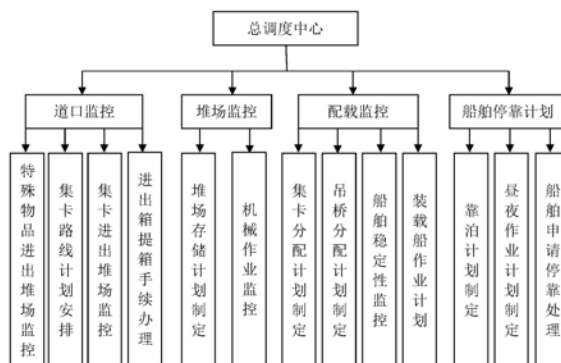 总调度中心
道口监控
堆场监控
配载监控
船舶停靠计划
特殊物品进出堆场监控
集卡路线计划安排
集卡进出堆场监控
进出箱提箱手续办理
堆场存储计划制定
机械作业监控
集卡分配计划制定
吊桥分配计划制定
船舶稳定性监控
装载船作业计划
靠泊计划制定
昼夜作业计划制定
船舶申请停靠处理